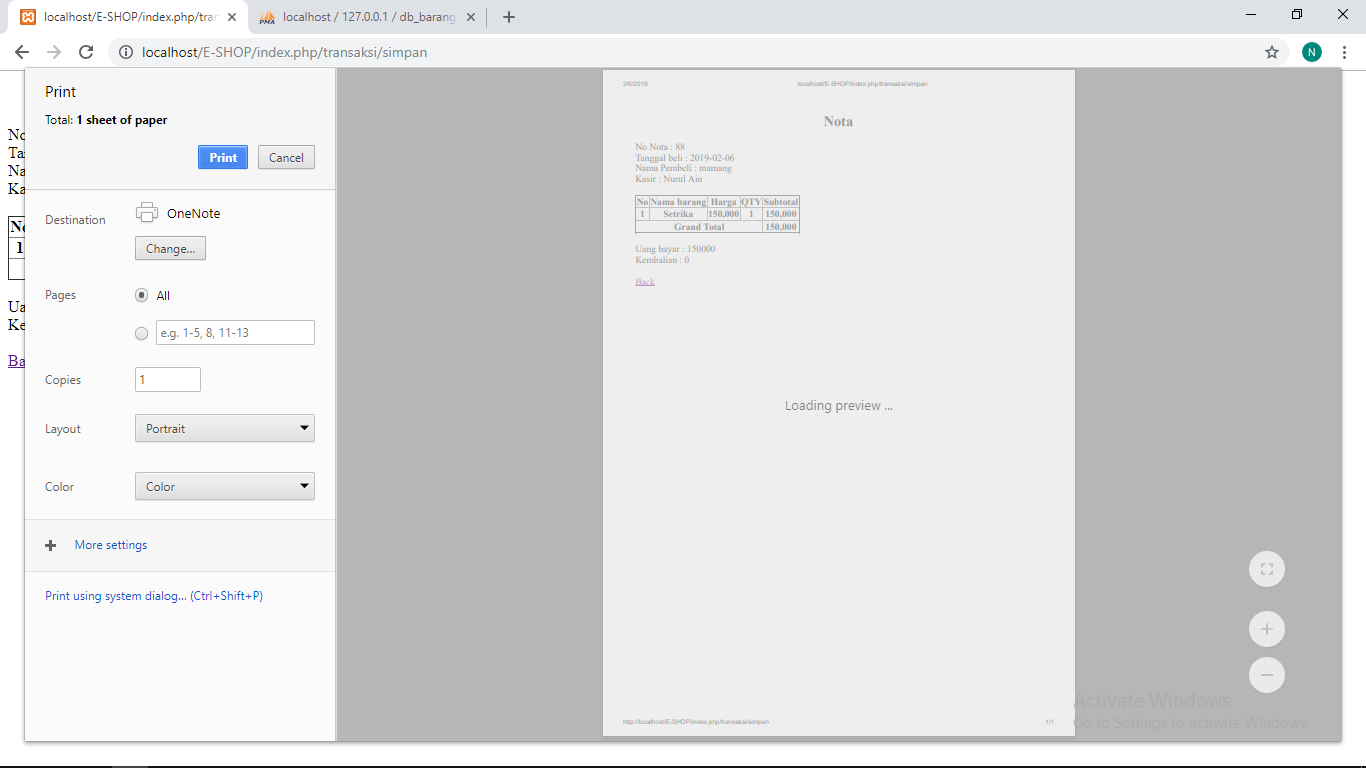 localhost/E-SHOP/index.php/tran
PMA localhost / 127.0.0.1 / db_barang
localhost/E-SHOP/index.php/transaksi/simpan
N
Print
Total: 1 sheet of paper
Print Cancel
Destination OneNote
Change...
Pages All
e.g. 1-5, 8, 11-13
Copies 1
Layout Portrait
Color Color
More settings
Print using system dialog... (Ctrl+Shift+P)
No
Ta
Na
Ka
No
1
Ua
Ke
Ba
2/6/2019 localhost/E-SHOP/index.php/transaksi/simpan
Nota
No Nota : 88
Tanggal beli : 2019-02-06
Nama Pembeli : mamang
Kasir : Nurul Ain
No Nama barang Harga QTY Subtotal
1 Setrika 150,000 1 150,000
Grand Total 150,000
Uang bayar : 150000
Kembalian : 0
Back
Loading preview ...
http://localhost/E-SHOP/index.php/transaksi/simpan 1/1
Activate Windows
Go to Settings to activate Windows.